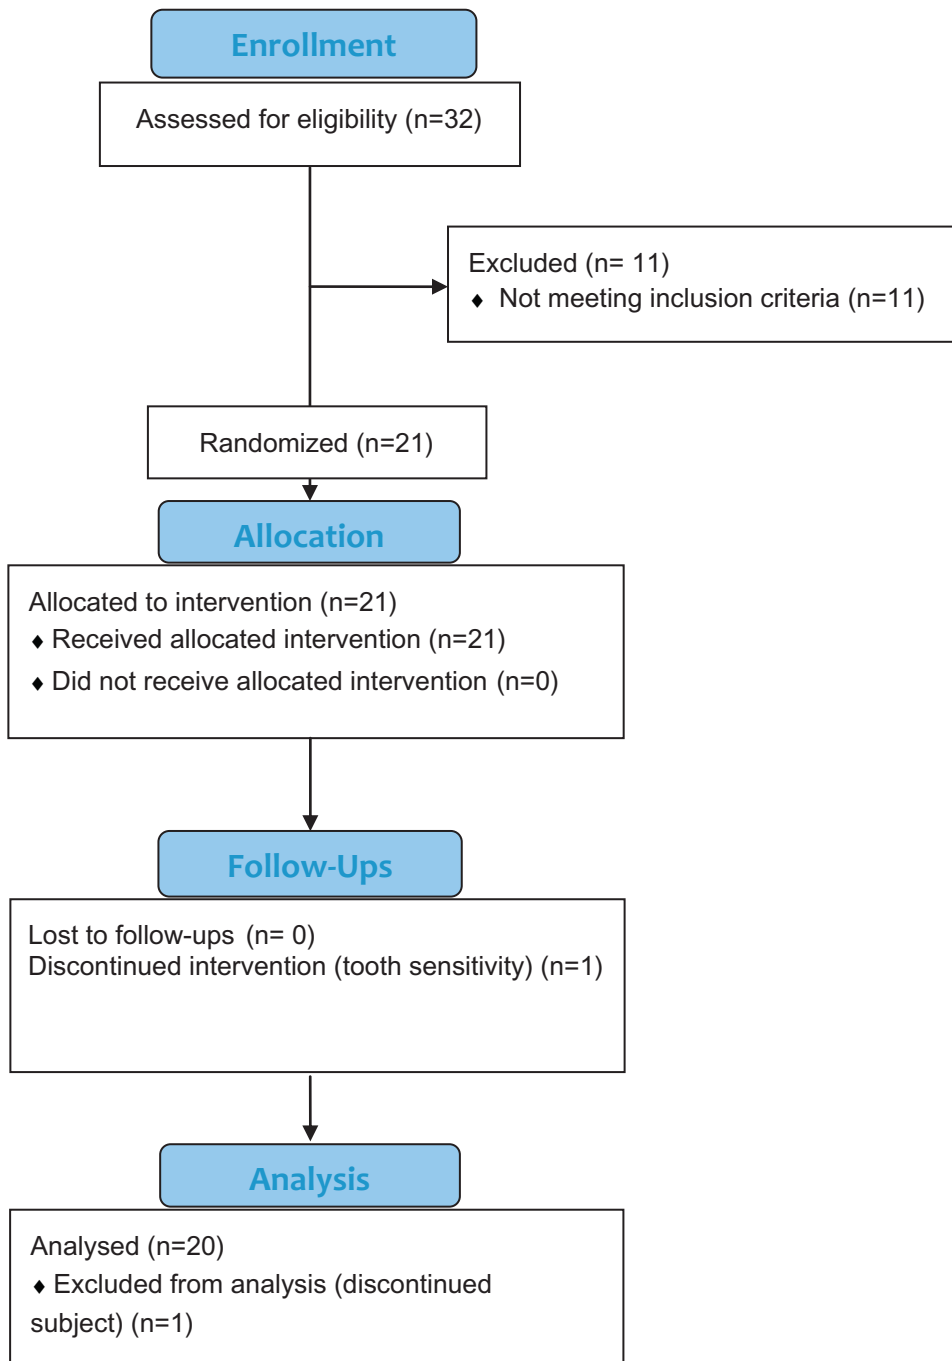 Enrollment
Assessed for eligibility (n=32)
Excluded (n= 11)
♦ Not meeting inclusion criteria (n=11)
Randomized (n=21)
Allocation
Allocated to intervention (n=21)
♦ Received allocated intervention (n=21)
♦ Did not receive allocated intervention (n=0)
Follow-Ups
Lost to follow-ups (n= 0)
Discontinued intervention (tooth sensitivity) (n=1)
Analysis
Analysed (n=20)
♦ Excluded from analysis (discontinued
subject) (n=1)